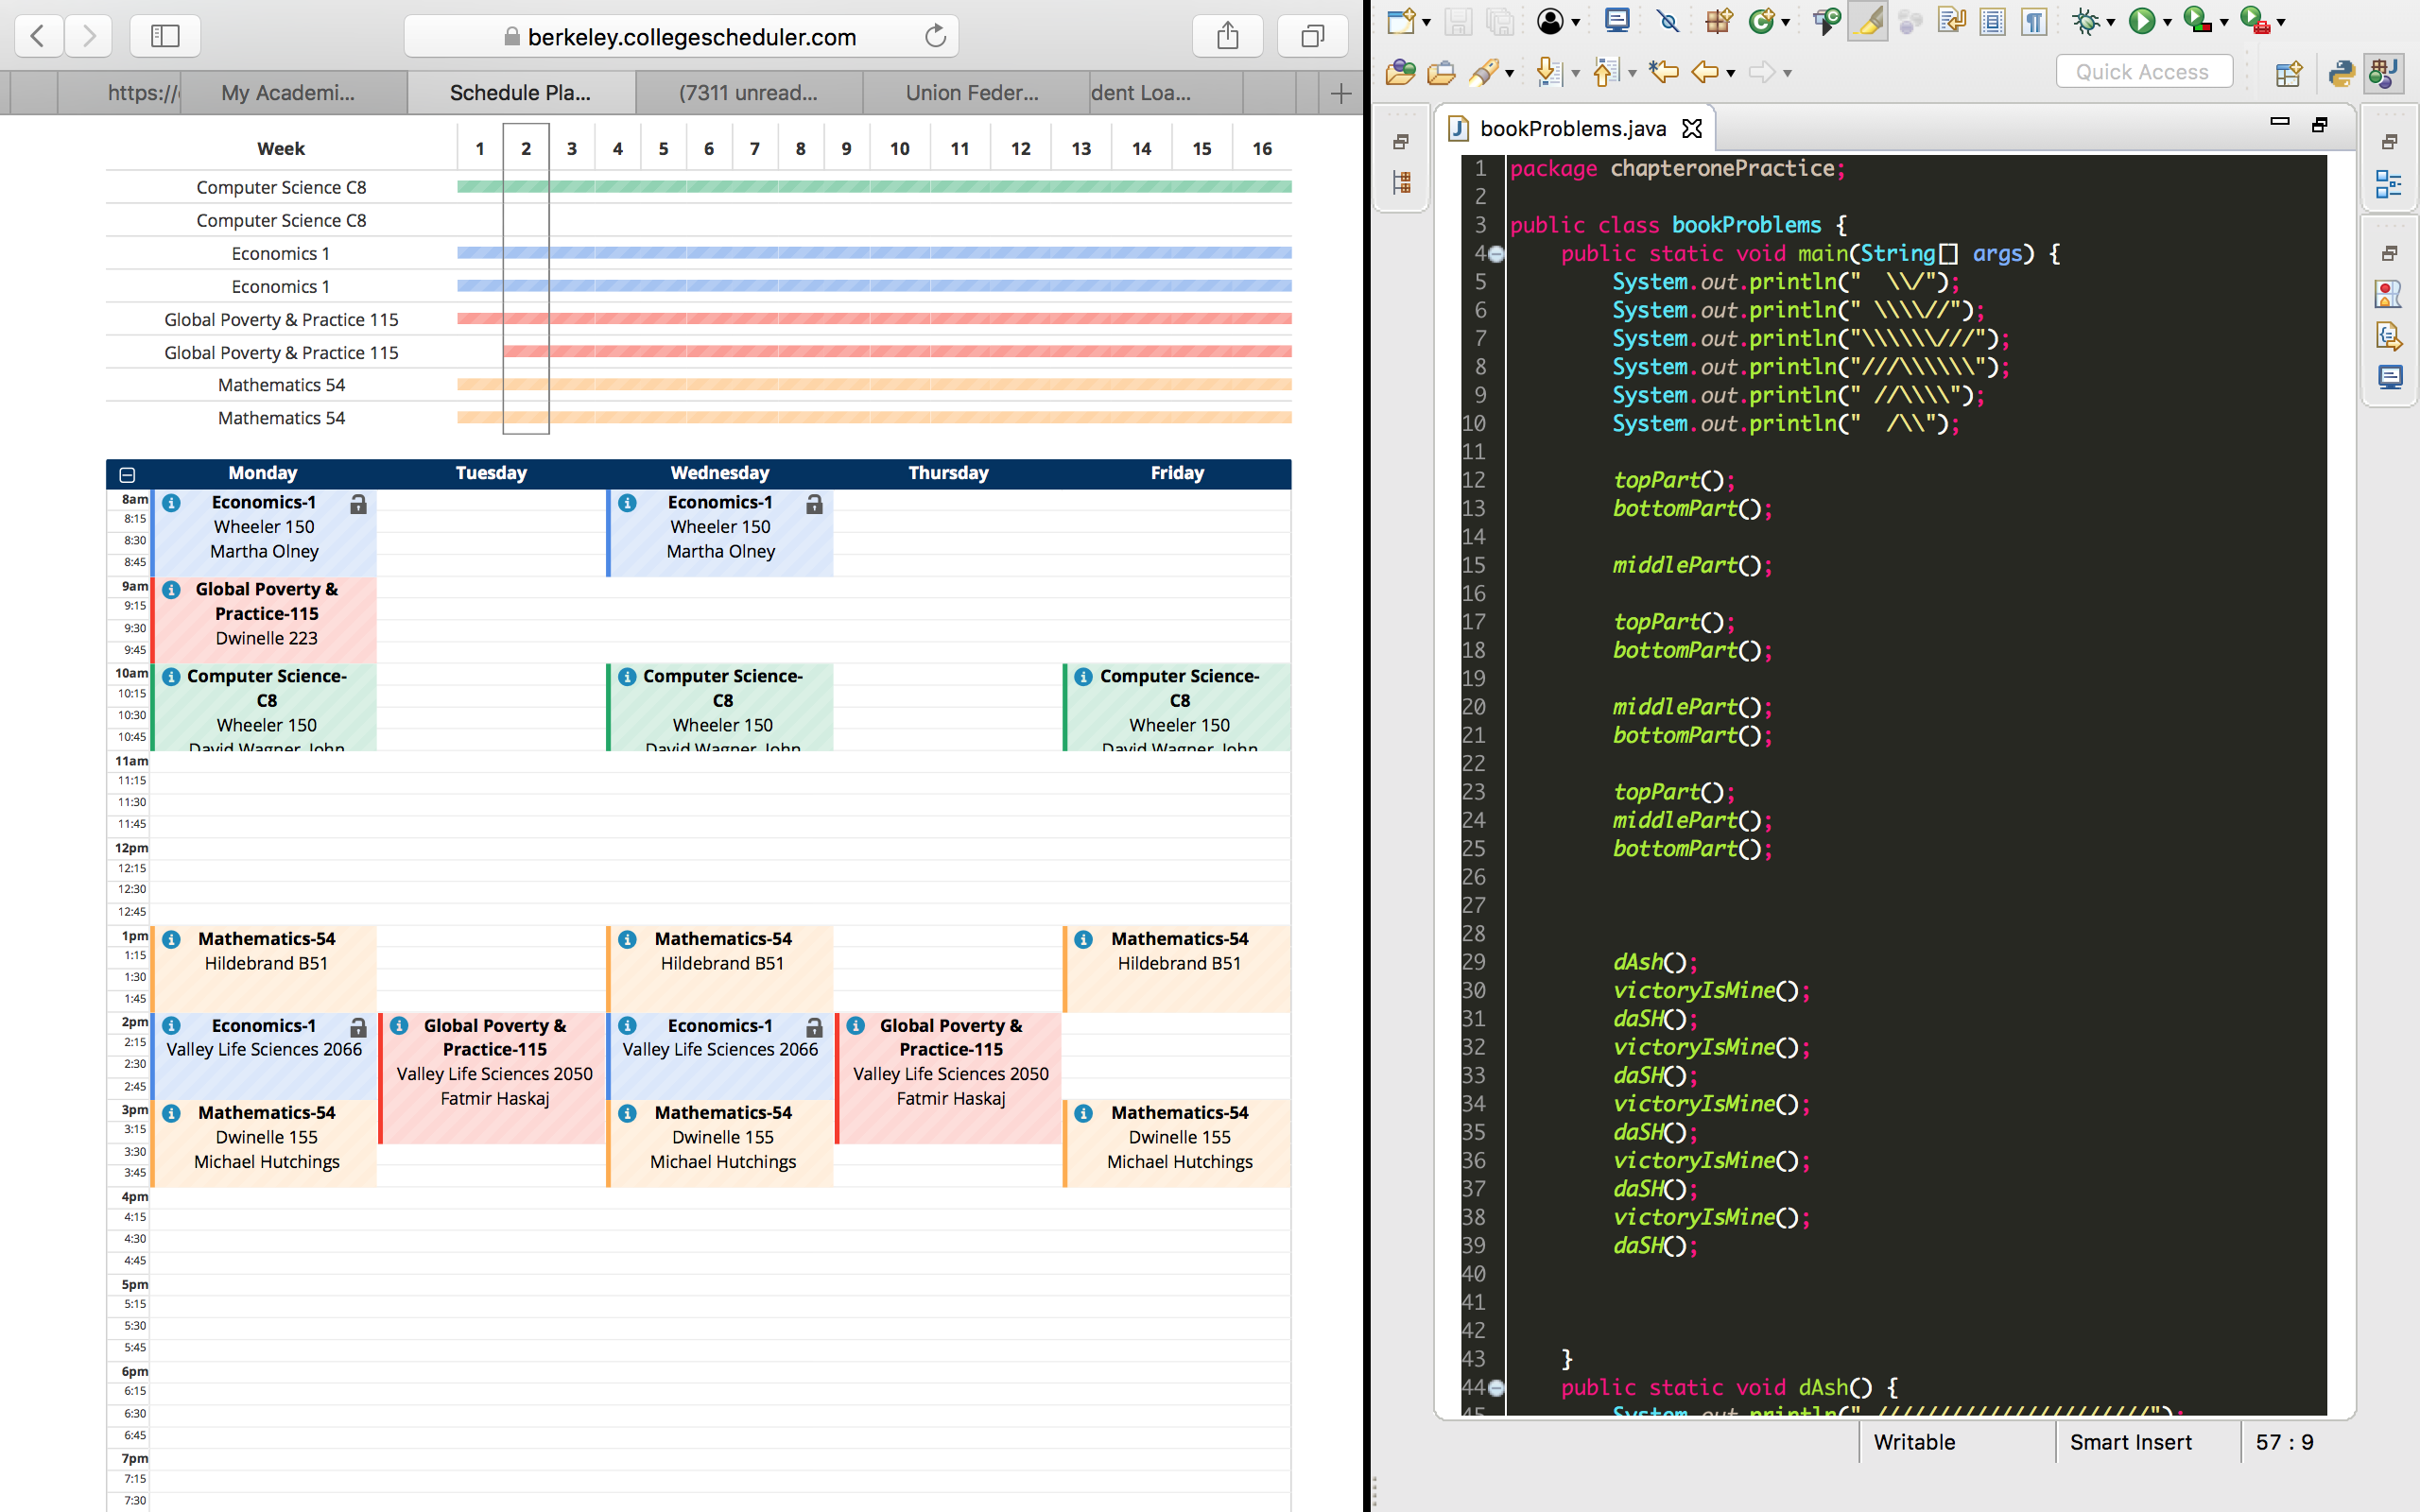 berkeley.collegescheduler.com
https://
My Academi...
Schedule Pla...
(7311 unread...
Union Feder...
dent Loa...
Week 1 2 3 4 5 6 7 8 9 10 11 12 13 14 15 16
Computer Science C8
Computer Science C8
Economics 1
Economics 1
Global Poverty & Practice 115
Global Poverty & Practice 115
Mathematics 54
Mathematics 54
Monday Tuesday Wednesday Thursday Friday
8am
8:15
8:30
8:45
9am
9:15
9:30
9:45
10am
10:15
10:30
10:45
11am
11:15
11:30
11:45
12pm
12:15
12:30
12:45
1pm
1:15
1:30
1:45
2pm
2:15
2:30
2:45
3pm
3:15
3:30
3:45
4pm
4:15
4:30
4:45
5pm
5:15
5:30
5:45
6pm
6:15
6:30
6:45
7pm
7:15
7:30
Economics-1
Wheeler 150
Martha Olney
Global Poverty &
Practice-115
Dwinelle 223
Computer Science-
C8
Wheeler 150
David Wagner, John
Mathematics-54
Hildebrand B51
Economics-1
Valley Life Sciences 2066
Mathematics-54
Dwinelle 155
Michael Hutchings
Global Poverty &
Practice-115
Valley Life Sciences 2050
Fatmir Haskaj
Economics-1
Wheeler 150
Martha Olney
Computer Science-
C8
Wheeler 150
David Wagner, John
Mathematics-54
Hildebrand B51
Economics-1
Valley Life Sciences 2066
Mathematics-54
Dwinelle 155
Michael Hutchings
Global Poverty &
Practice-115
Valley Life Sciences 2050
Fatmir Haskaj
Computer Science-
C8
Wheeler 150
David Wagner, John
Mathematics-54
Hildebrand B51
Mathematics-54
Dwinelle 155
Michael Hutchings
Quick Access
bookProblems.java
1 package chapteronePractice;
2
3 public class bookProblems {
4 public static void main(String[] args) {
5 System.out.println("  \\/");
6 System.out.println(" \\\\//");
7 System.out.println("\\\\\\///");
8 System.out.println("///\\\\\\");
9 System.out.println(" //\\\\");
10 System.out.println("  /\\");
11
12 topPart();
13 bottomPart();
14
15 middlePart();
16
17 topPart();
18 bottomPart();
19
20 middlePart();
21 bottomPart();
22
23 topPart();
24 middlePart();
25 bottomPart();
26
27
28
29 dAsh();
30 victoryIsMine();
31 daSH();
32 victoryIsMine();
33 daSH();
34 victoryIsMine();
35 daSH();
36 victoryIsMine();
37 daSH();
38 victoryIsMine();
39 daSH();
40
41
42
43 }
44 public static void dAsh() {
45 System.out.println(" //////////////////////");
Writable
Smart Insert
57 : 9